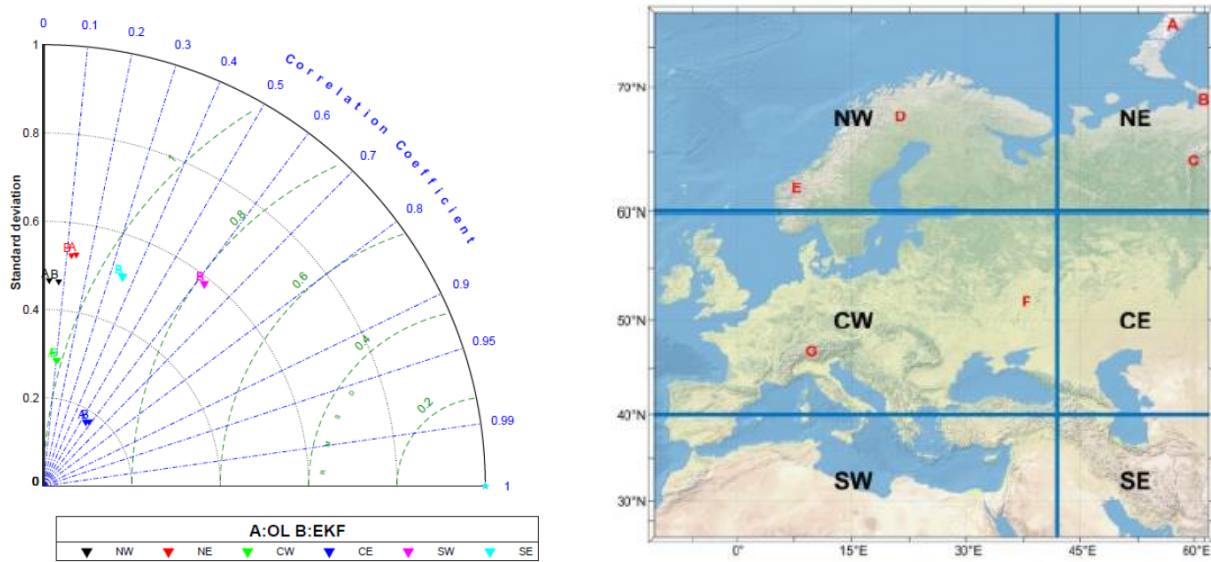 0
0.1
0.2
0.3
0.4
0.5
0.6
0.7
0.8
0.9
0.95
0.99
1
Correlation Coefficient
Standard deviation
1
0.8
0.6
0.4
0.2
0
1
0.8
0.6
0.4
0.2
R M S D
A B
B A
B
B
A B
A B
A:OL B:EKF
NW NE CW CE SW SE
70°N
60°N
50°N
40°N
30°N
0°
15°E
30°E
45°E
60°E
A
B
NW
D
NE
C
E
F
CW
CE
G
SW
SE